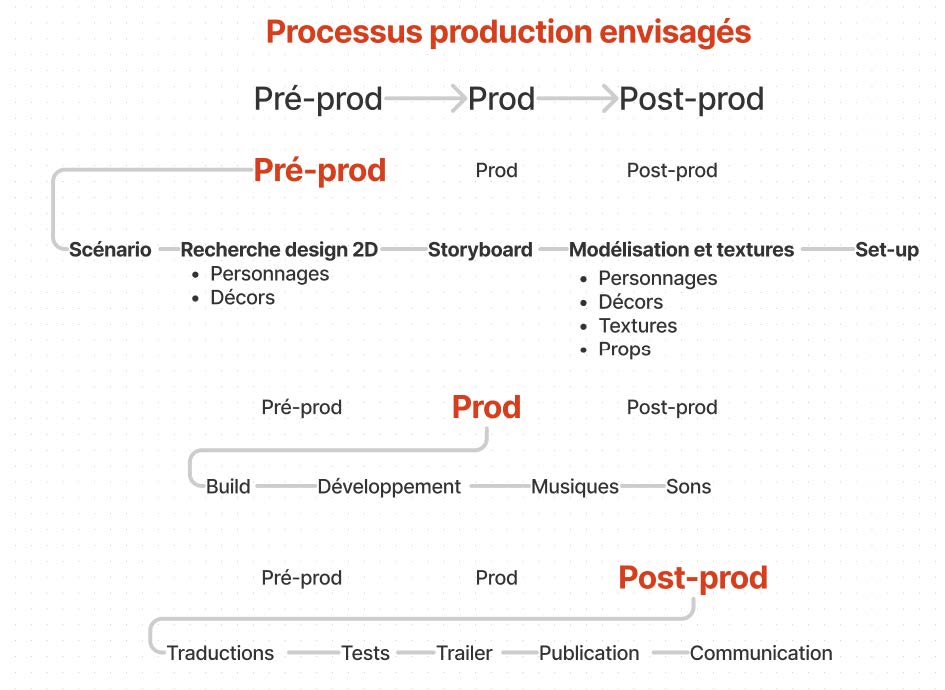 Processus production envisagés
Pré-prod Prod Post-prod
Pré-prod Prod Post-prod
Scénario Recherche design 2D Storyboard Modélisation et textures Set-up
• Personnages
• Décors
• Personnages
• Décors
• Textures
• Props
Pré-prod Prod Post-prod
Build Développement Musiques Sons
Pré-prod Prod Post-prod
Traductions Tests Trailer Publication Communication